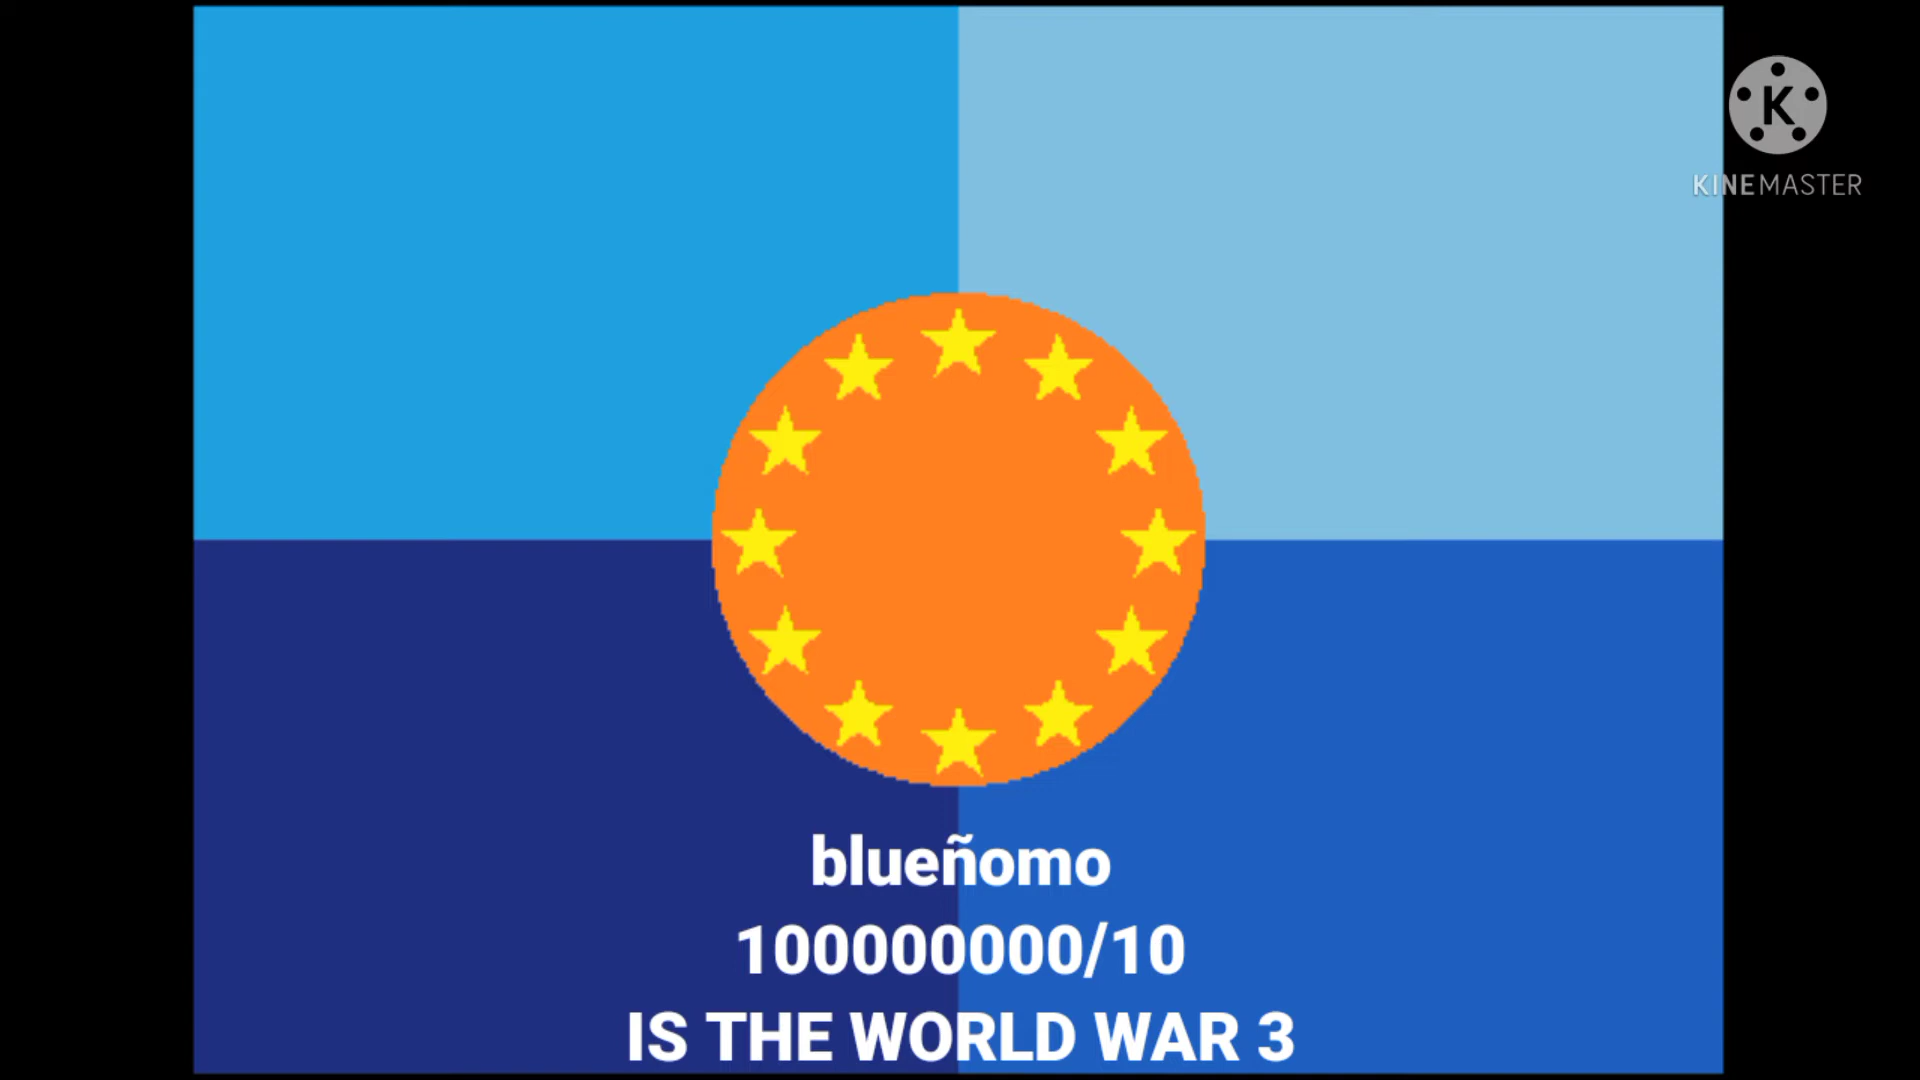 K
KINEMASTER
blueñomo
100000000/10
IS THE WORLD WAR 3